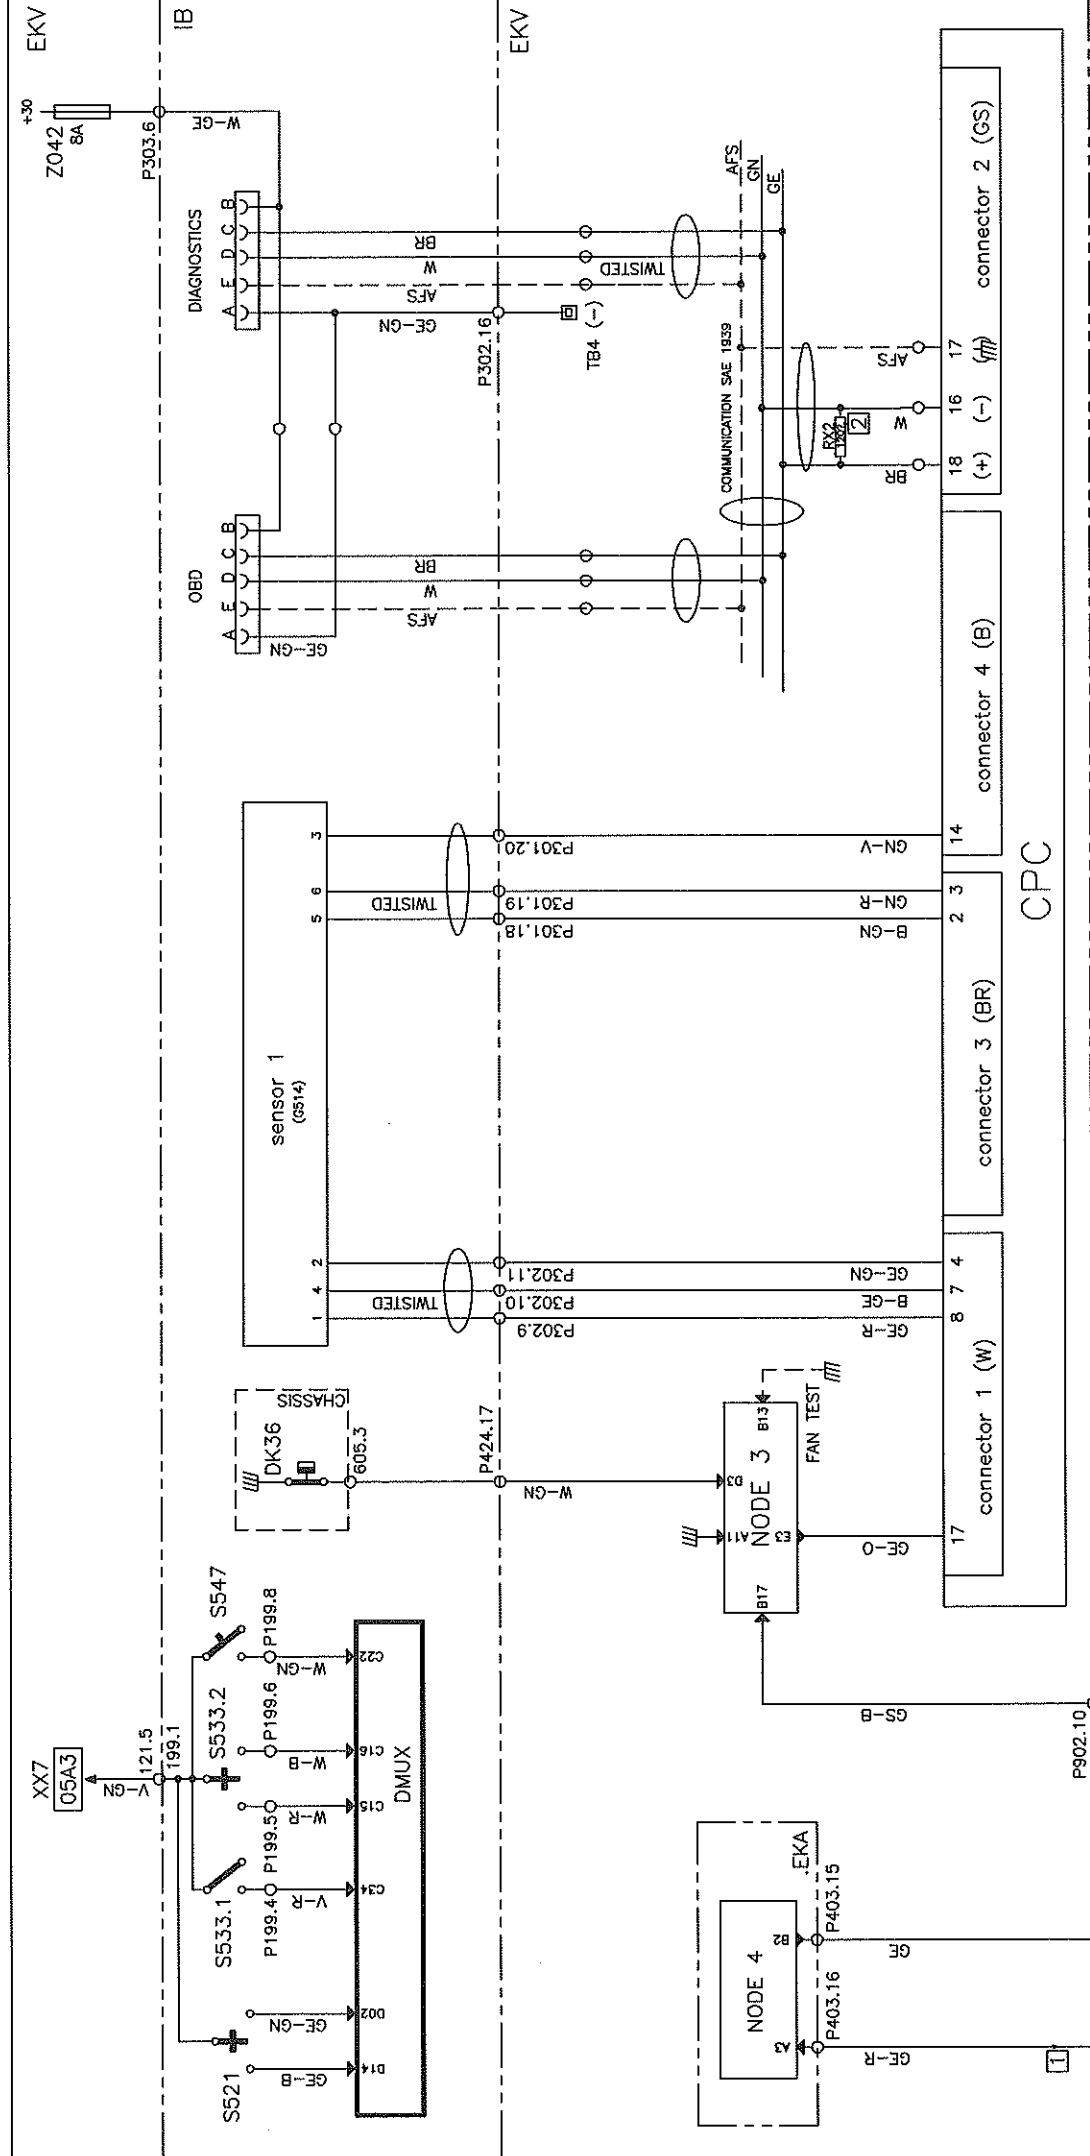 EKV
+30
Z042
8A
P303.6
IB
W-GE
DIAGNOSTICS
A E D C B
GE-GN
AFS
W
BR
P302.16
TB4 (-)
TWISTED
OBD
A E D C B
GE-GN
AFS
W
BR
EKV
AFS
GN
GE
COMMUNICATION SAE 1939
RX2
2
BR
W
AFS
18 16 17
(+) (-)
connector 2 (GS)
connector 4 (B)
14
connector 3 (BR)
2 3
connector 1 (W)
17 8 7 4
CPC
sensor 1
(G514)
1 4 2 5 6 3
TWISTED
TWISTED
P302.9
P302.10
P302.11
P301.18
P301.19
P301.20
GE-R
B-GE
GE-GN
B-GN
GN-R
GN-V
CHASSIS
DK36
605.3
P424.17
W-GN
NODE 3
A11
D3
B13
B17
E3
FAN TEST
GE-O
GS-B
P902.10
XX7
05A3
V-GN
121.5
199.1
S521
S533.1
S533.2
S547
P199.4
P199.5
P199.6
P199.8
GE-B
GE-GN
V-R
W-R
W-B
W-GN
D14 D02 C34 C15 C16 C22
DMUX
.EKA
NODE 4
A3
B2
P403.16
P403.15
GE-R
GE
1